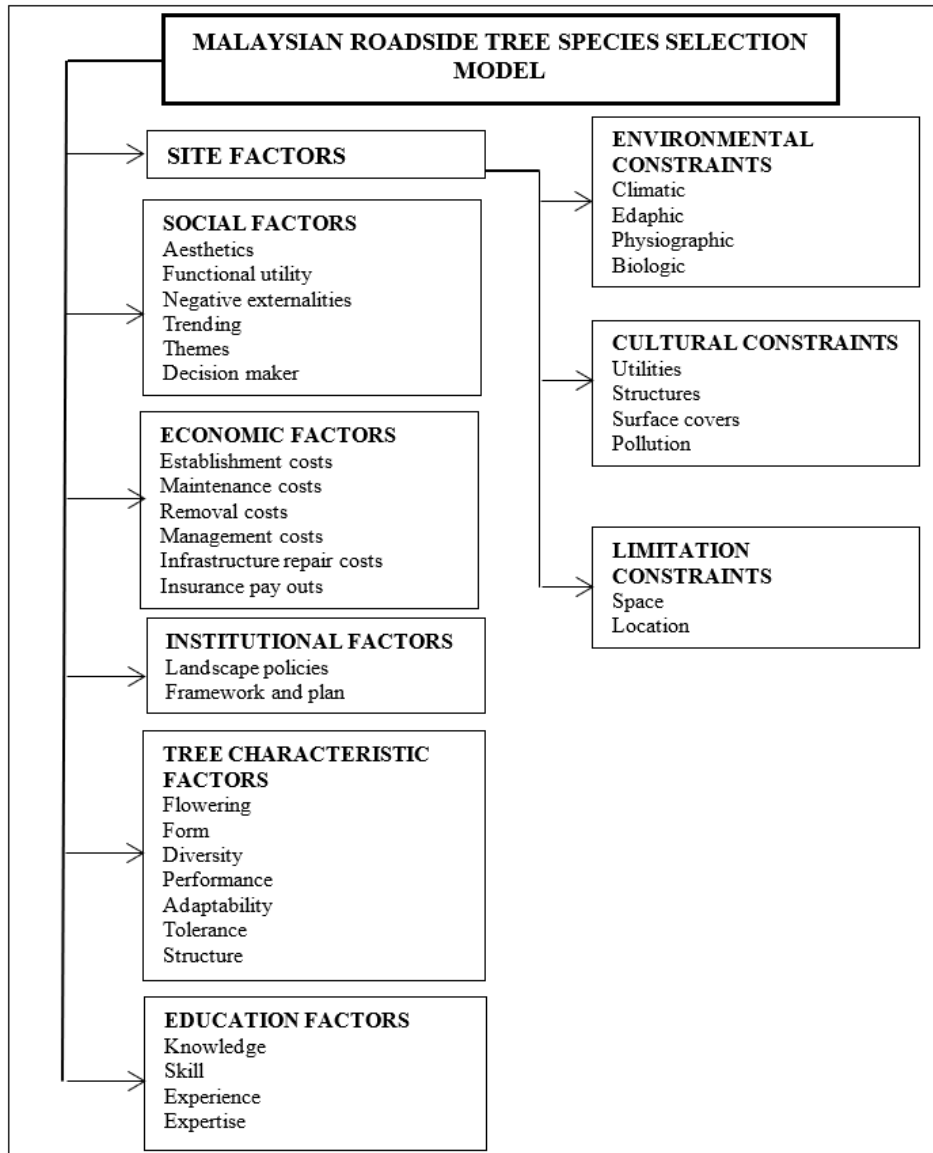 MALAYSIAN ROADSIDE TREE SPECIES SELECTION
MODEL
SITE FACTORS
SOCIAL FACTORS
Aesthetics
Functional utility
Negative externalities
Trending
Themes
Decision maker
ECONOMIC FACTORS
Establishment costs
Maintenance costs
Removal costs
Management costs
Infrastructure repair costs
Insurance pay outs
INSTITUTIONAL FACTORS
Landscape policies
Framework and plan
TREE CHARACTERISTIC
FACTORS
Flowering
Form
Diversity
Performance
Adaptability
Tolerance
Structure
EDUCATION FACTORS
Knowledge
Skill
Experience
Expertise
ENVIRONMENTAL
CONSTRAINTS
Climatic
Edaphic
Physiographic
Biologic
CULTURAL CONSTRAINTS
Utilities
Structures
Surface covers
Pollution
LIMITATION
CONSTRAINTS
Space
Location